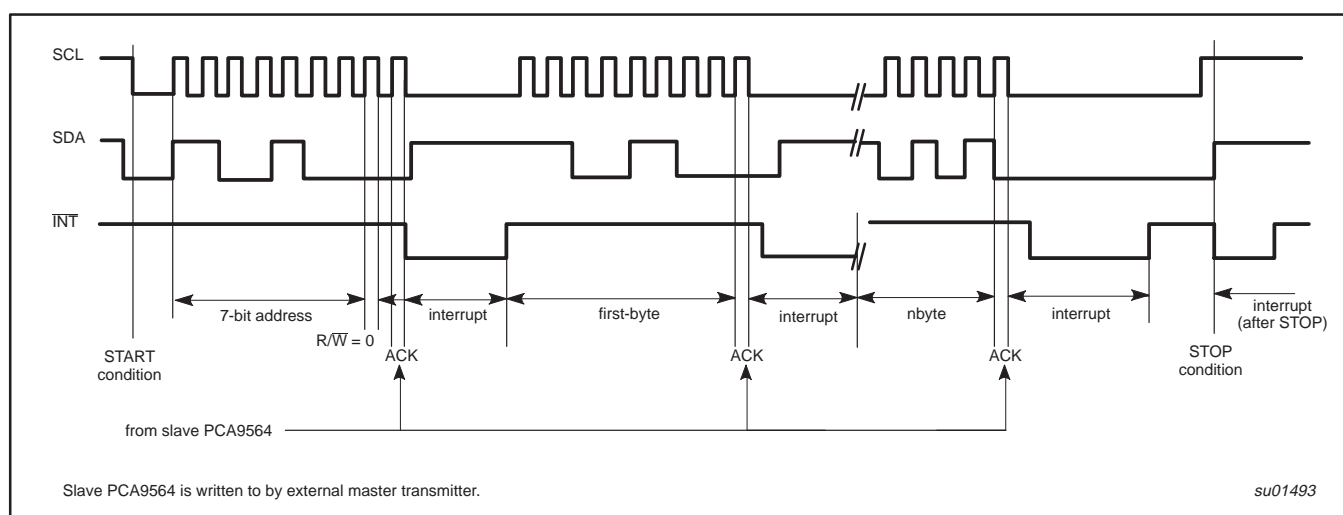 SCL
SDA
INT
7-bit address
R/W = 0
ACK
interrupt
first-byte
ACK
interrupt
nbyte
ACK
interrupt
interrupt
(after STOP)
START
condition
STOP
condition
from slave PCA9564
Slave PCA9564 is written to by external master transmitter.
su01493